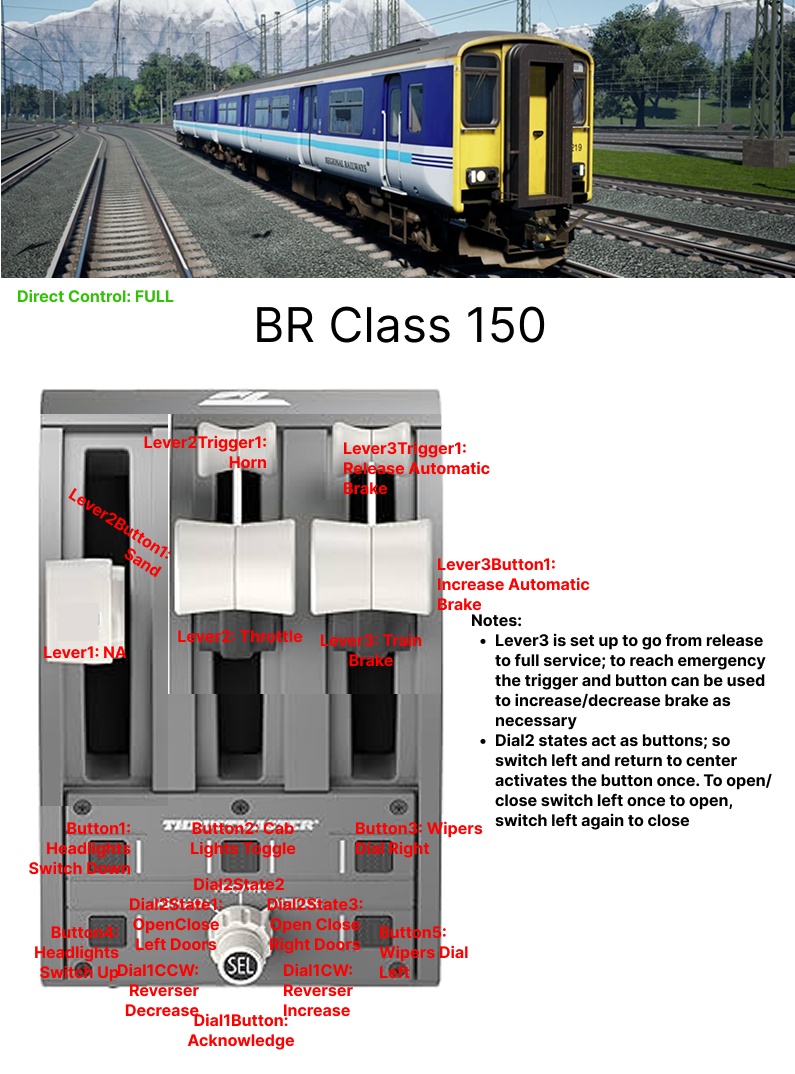 REGIONAL RAILWAYS
219
Direct Control: FULL
BR Class 150
Lever2Trigger1:
Horn
Lever3Trigger1:
Release Automatic
Brake
Lever2Button1:
Sand
Lever3Button1:
Increase Automatic
Brake
Lever1: NA
Lever2: Throttle
Lever3: Train
Brake
Notes:
• Lever3 is set up to go from release
to full service; to reach emergency
the trigger and button can be used
to increase/decrease brake as
necessary
• Dial2 states act as buttons; so
switch left and return to center
activates the button once. To open/
close switch left once to open,
switch left again to close
THRUSTMASTER
Button1:
Headlights
Switch Down
Button2: Cab
Lights Toggle
Button3: Wipers
Dial Right
Dial2State2
Dial2State1:
OpenClose
Left Doors
Dial2State3:
Open Close
Right Doors
Button4:
Headlights
Switch Up
Button5:
Wipers Dial
Left
SEL
Dial1CCW:
Reverser
Decrease
Dial1CW:
Reverser
Increase
Dial1Button:
Acknowledge